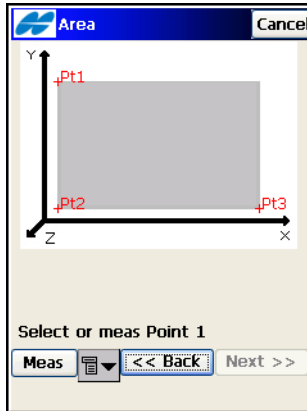 Area Cancel
Y
Pt1
Pt2 Pt3
Z X
Select or meas Point 1
Meas << Back Next >>